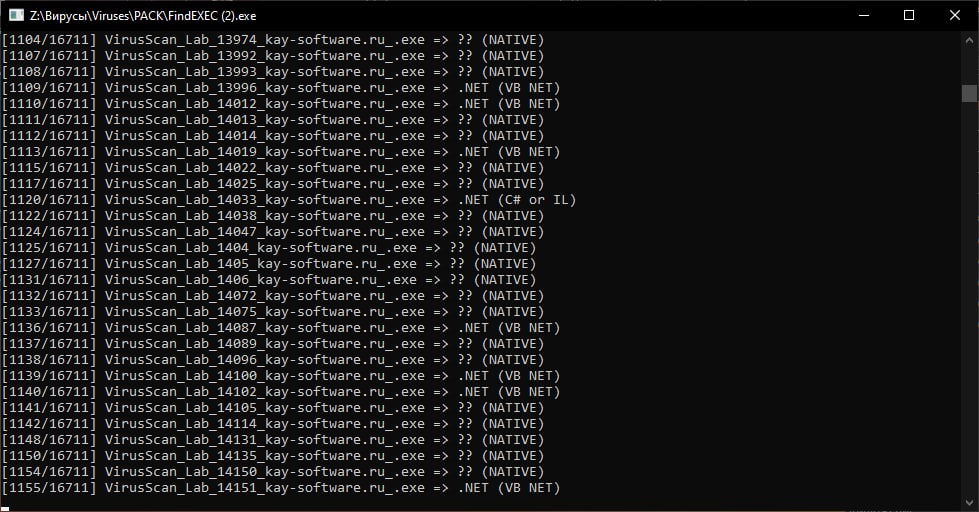 Z:\Вирусы\Viruses\PACK\FindEXEC (2).exe
[1104/16711] VirusScan_Lab_13974_kay-software.ru_.exe => ?? (NATIVE)
[1107/16711] VirusScan_Lab_13992_kay-software.ru_.exe => ?? (NATIVE)
[1108/16711] VirusScan_Lab_13993_kay-software.ru_.exe => ?? (NATIVE)
[1109/16711] VirusScan_Lab_13996_kay-software.ru_.exe => .NET (VB NET)
[1110/16711] VirusScan_Lab_14012_kay-software.ru_.exe => .NET (VB NET)
[1111/16711] VirusScan_Lab_14013_kay-software.ru_.exe => ?? (NATIVE)
[1112/16711] VirusScan_Lab_14014_kay-software.ru_.exe => ?? (NATIVE)
[1113/16711] VirusScan_Lab_14019_kay-software.ru_.exe => .NET (VB NET)
[1115/16711] VirusScan_Lab_14022_kay-software.ru_.exe => ?? (NATIVE)
[1117/16711] VirusScan_Lab_14025_kay-software.ru_.exe => ?? (NATIVE)
[1120/16711] VirusScan_Lab_14033_kay-software.ru_.exe => .NET (C# or IL)
[1122/16711] VirusScan_Lab_14038_kay-software.ru_.exe => ?? (NATIVE)
[1124/16711] VirusScan_Lab_14047_kay-software.ru_.exe => ?? (NATIVE)
[1125/16711] VirusScan_Lab_1404_kay-software.ru_.exe => ?? (NATIVE)
[1127/16711] VirusScan_Lab_1405_kay-software.ru_.exe => ?? (NATIVE)
[1131/16711] VirusScan_Lab_1406_kay-software.ru_.exe => ?? (NATIVE)
[1132/16711] VirusScan_Lab_14072_kay-software.ru_.exe => ?? (NATIVE)
[1133/16711] VirusScan_Lab_14075_kay-software.ru_.exe => ?? (NATIVE)
[1136/16711] VirusScan_Lab_14087_kay-software.ru_.exe => .NET (VB NET)
[1137/16711] VirusScan_Lab_14089_kay-software.ru_.exe => ?? (NATIVE)
[1138/16711] VirusScan_Lab_14096_kay-software.ru_.exe => ?? (NATIVE)
[1139/16711] VirusScan_Lab_14100_kay-software.ru_.exe => .NET (VB NET)
[1140/16711] VirusScan_Lab_14102_kay-software.ru_.exe => .NET (VB NET)
[1141/16711] VirusScan_Lab_14105_kay-software.ru_.exe => ?? (NATIVE)
[1142/16711] VirusScan_Lab_14114_kay-software.ru_.exe => ?? (NATIVE)
[1148/16711] VirusScan_Lab_14131_kay-software.ru_.exe => ?? (NATIVE)
[1150/16711] VirusScan_Lab_14135_kay-software.ru_.exe => ?? (NATIVE)
[1154/16711] VirusScan_Lab_14150_kay-software.ru_.exe => ?? (NATIVE)
[1155/16711] VirusScan_Lab_14151_kay-software.ru_.exe => .NET (VB NET)